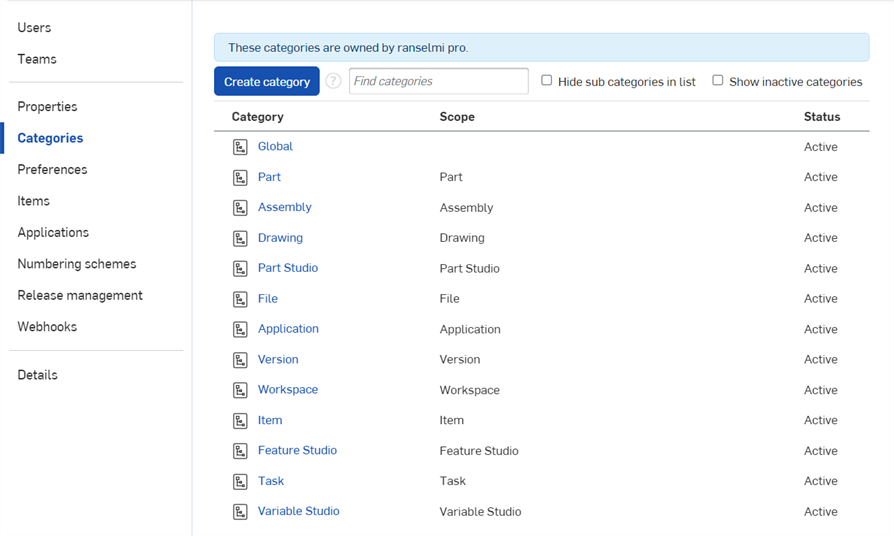 Users
Teams
Properties
Categories
Preferences
Items
Applications
Numbering schemes
Release management
Webhooks
Details
These categories are owned by ranselmi pro.
Create category ? Find categories Hide sub categories in list Show inactive categories
Category Scope Status
Global Active
Part Part Active
Assembly Assembly Active
Drawing Drawing Active
Part Studio Part Studio Active
File File Active
Application Application Active
Version Version Active
Workspace Workspace Active
Item Item Active
Feature Studio Feature Studio Active
Task Task Active
Variable Studio Variable Studio Active